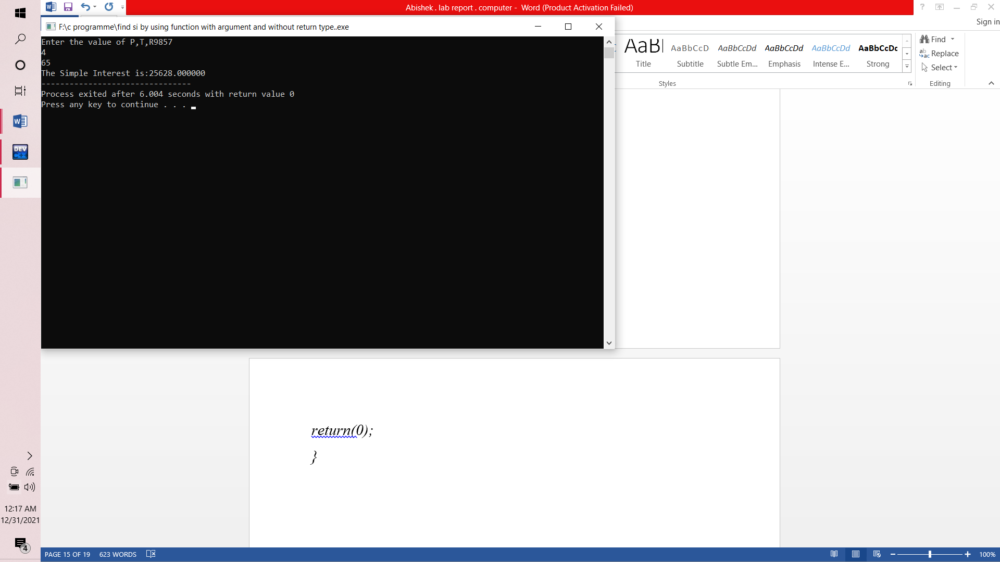 Abishek . lab report . computer - Word (Product Activation Failed)
Sign in
F:\c programme\find si by using function with argument and without return type..exe
Enter the value of P,T,R9857
4
65
The Simple Interest is:25628.000000
--------------------------------
Process exited after 6.004 seconds with return value 0
Press any key to continue . . .
AaBl AaBbCcD AaBbCcDd AaBbCcDd AaBbCcDd AaBbCcDc
Title Subtitle Subtle Em... Emphasis Intense E... Strong
Styles
Find
Replace
Select
Editing
DEV
C++
return(0);
}
12:17 AM
12/31/2021
4
PAGE 15 OF 19 623 WORDS
100%